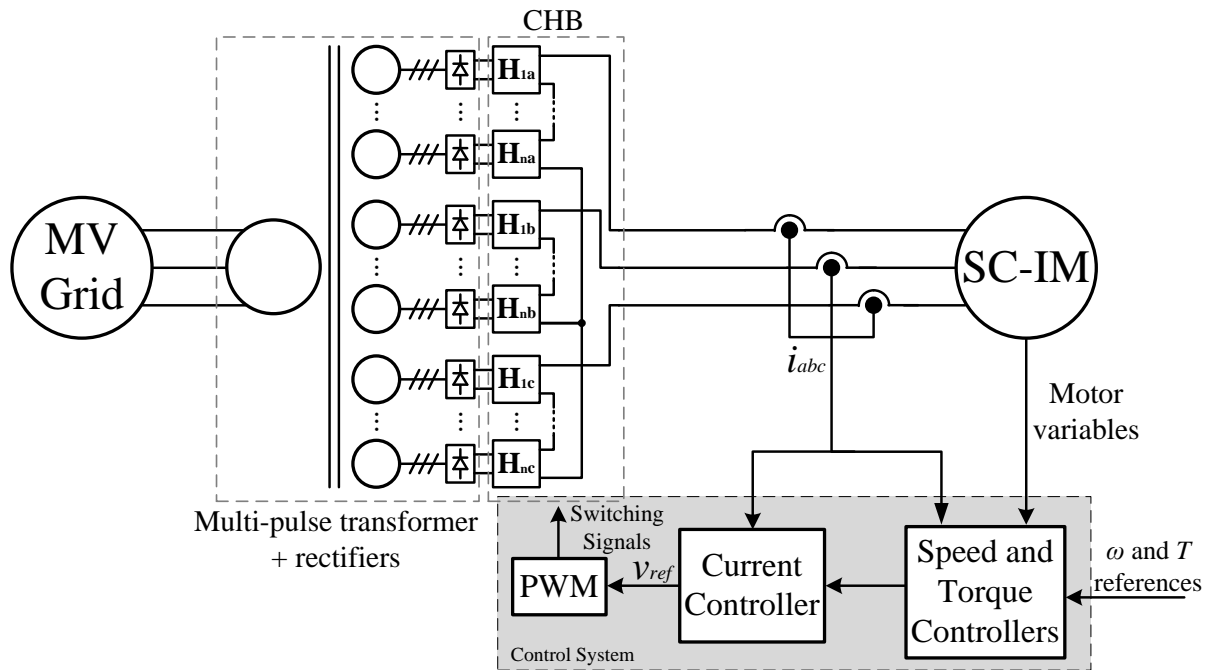 CHB
H1a
Hna
H1b
Hnb
H1c
Hnc
MV
Grid
SC-IM
iabc
Motor
variables
Multi-pulse transformer
+ rectifiers
Switching
Signals
PWM
vref
Current
Controller
Speed and
Torque
Controllers
ω and T
references
Control System